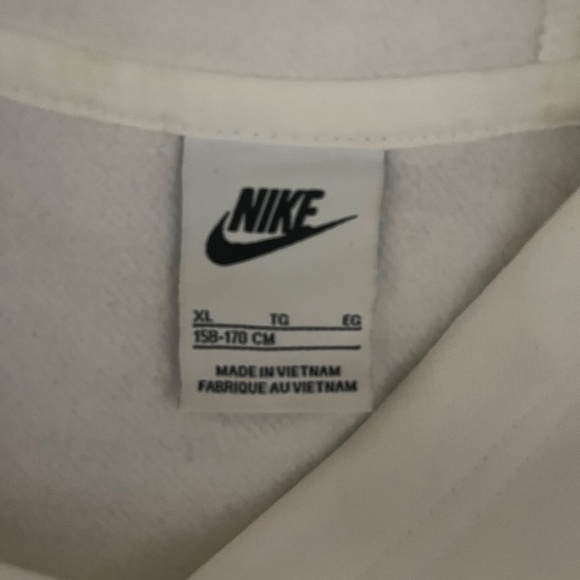 NIKE
XL TG EG
158-170 CM
MADE IN VIETNAM
FABRIQUE AU VIETNAM